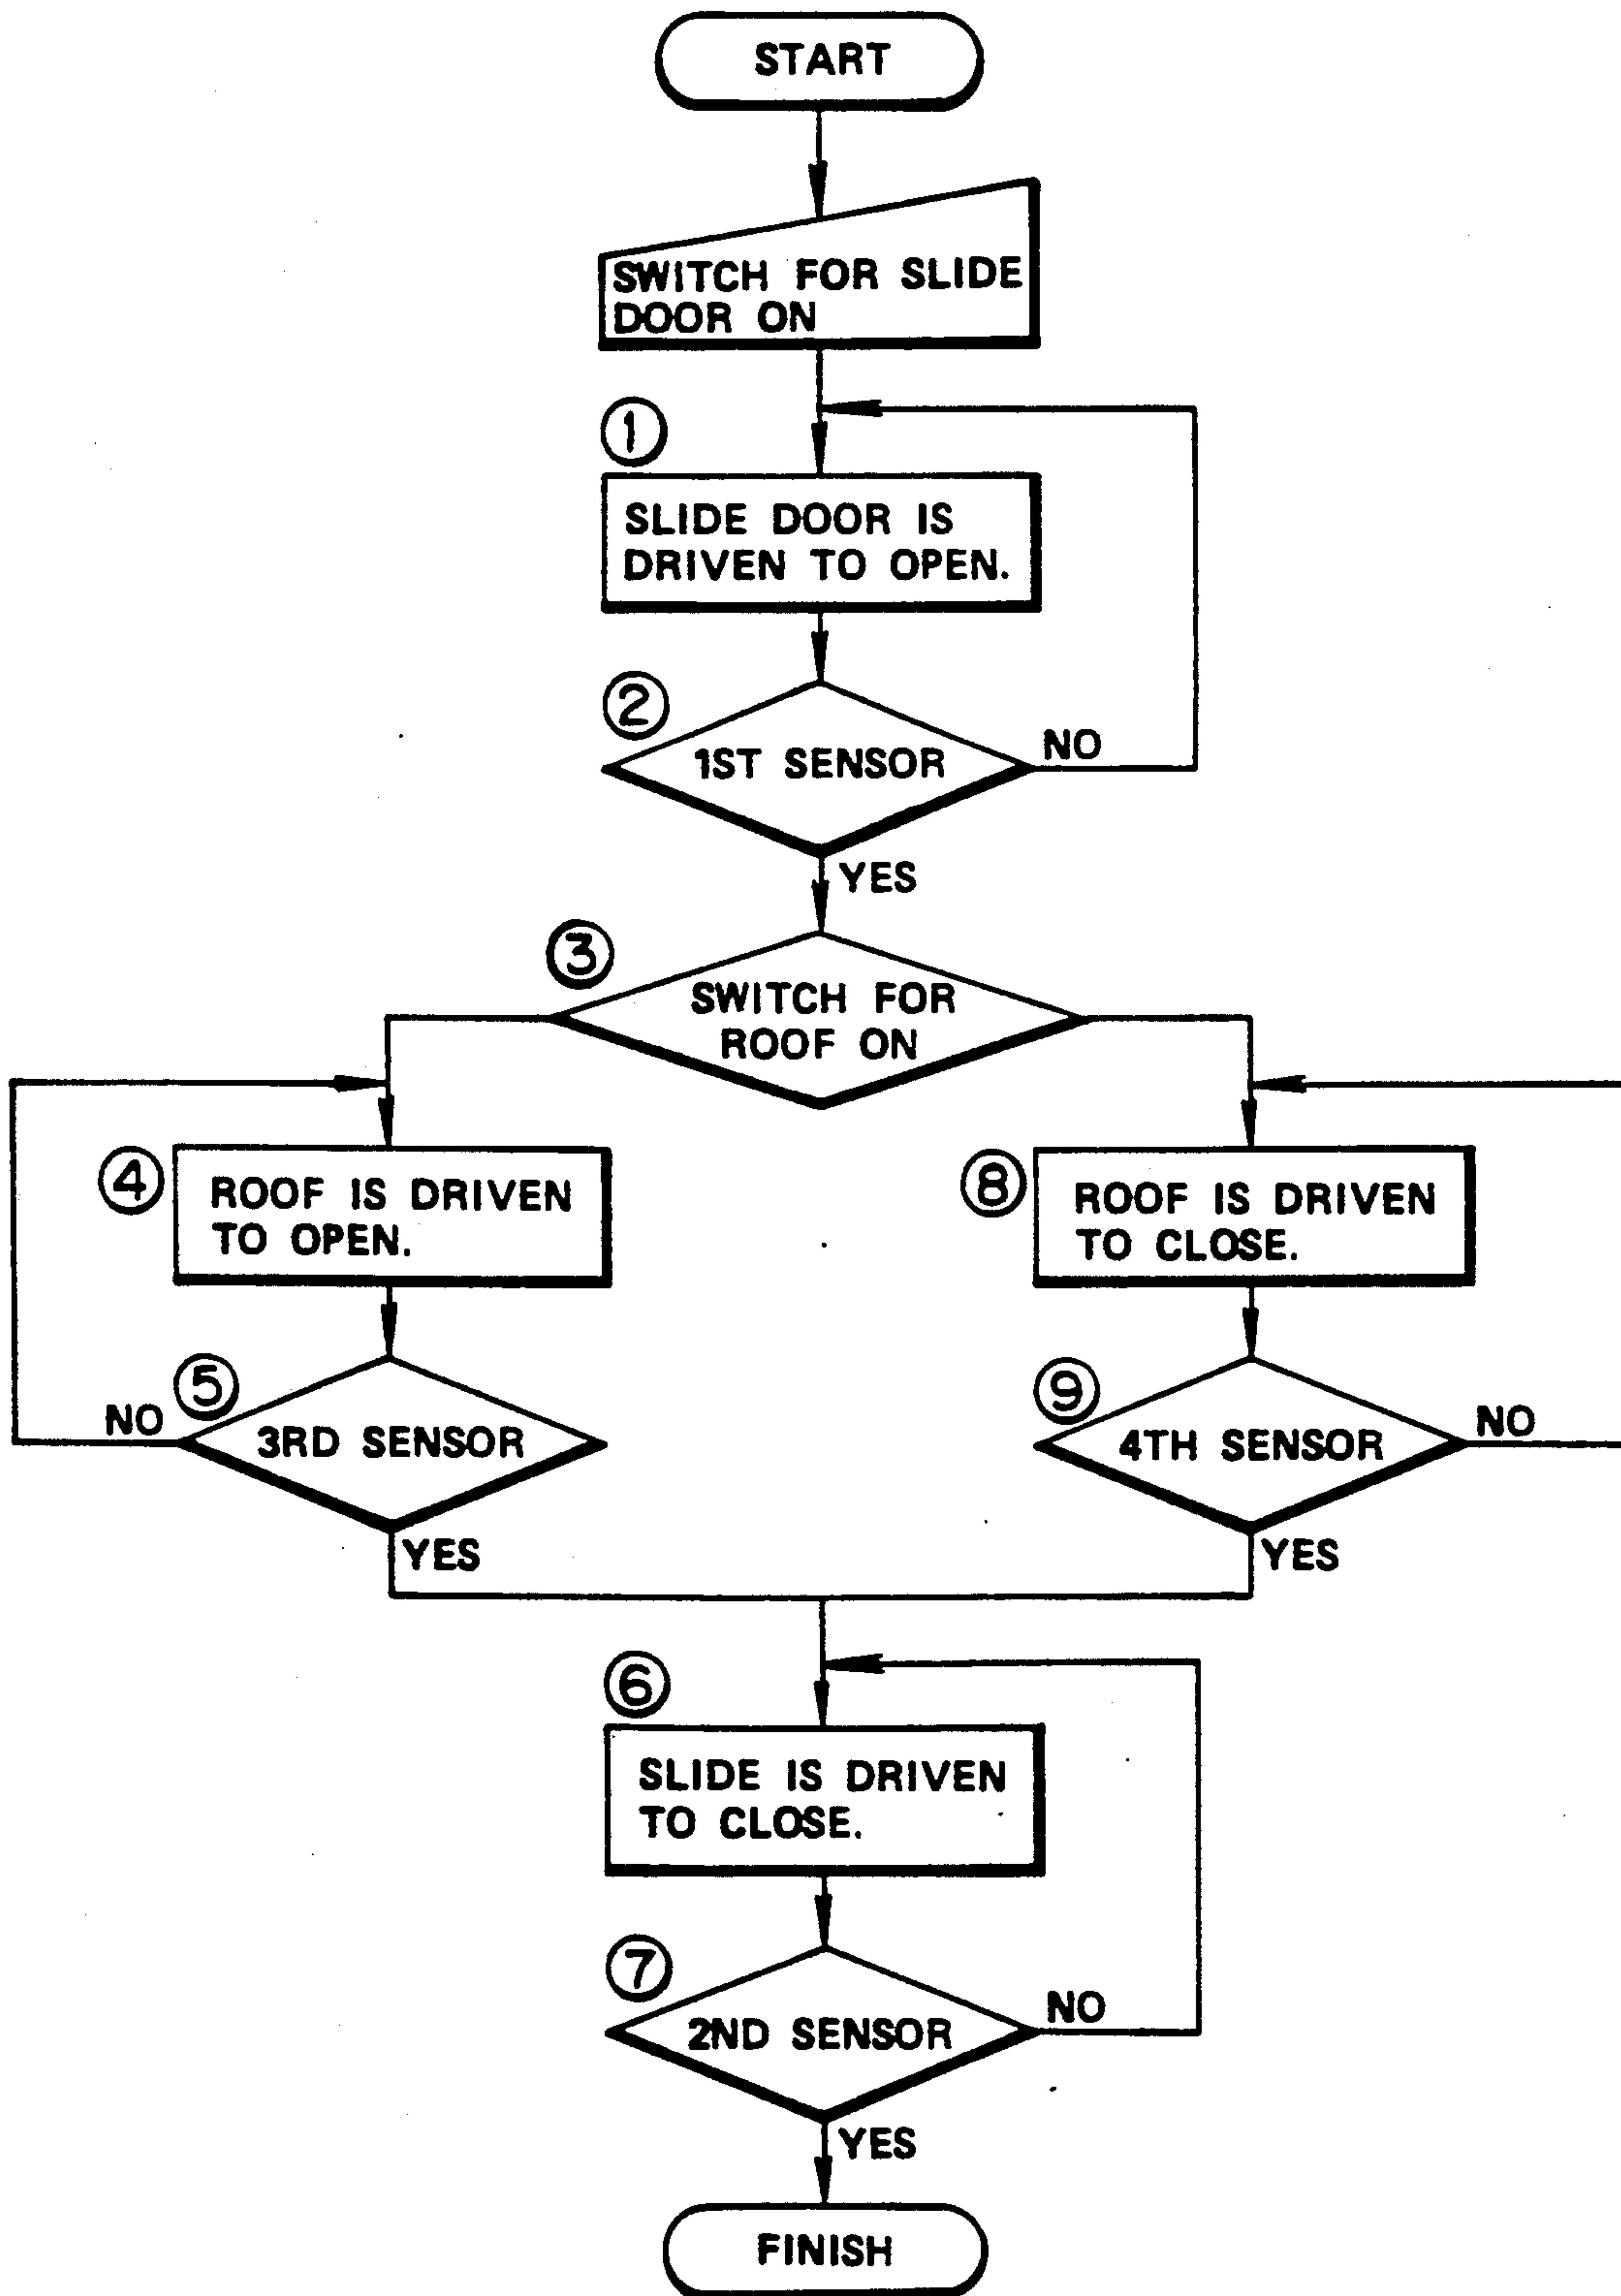 START
SWITCH FOR SLIDE
DOOR ON
①
SLIDE DOOR IS
DRIVEN TO OPEN.
②
1ST SENSOR
NO
YES
③
SWITCH FOR
ROOF ON
④
ROOF IS DRIVEN
TO OPEN.
⑧
ROOF IS DRIVEN
TO CLOSE.
⑤
NO
3RD SENSOR
YES
⑨
4TH SENSOR
NO
YES
⑥
SLIDE IS DRIVEN
TO CLOSE.
⑦
2ND SENSOR
NO
YES
FINISH